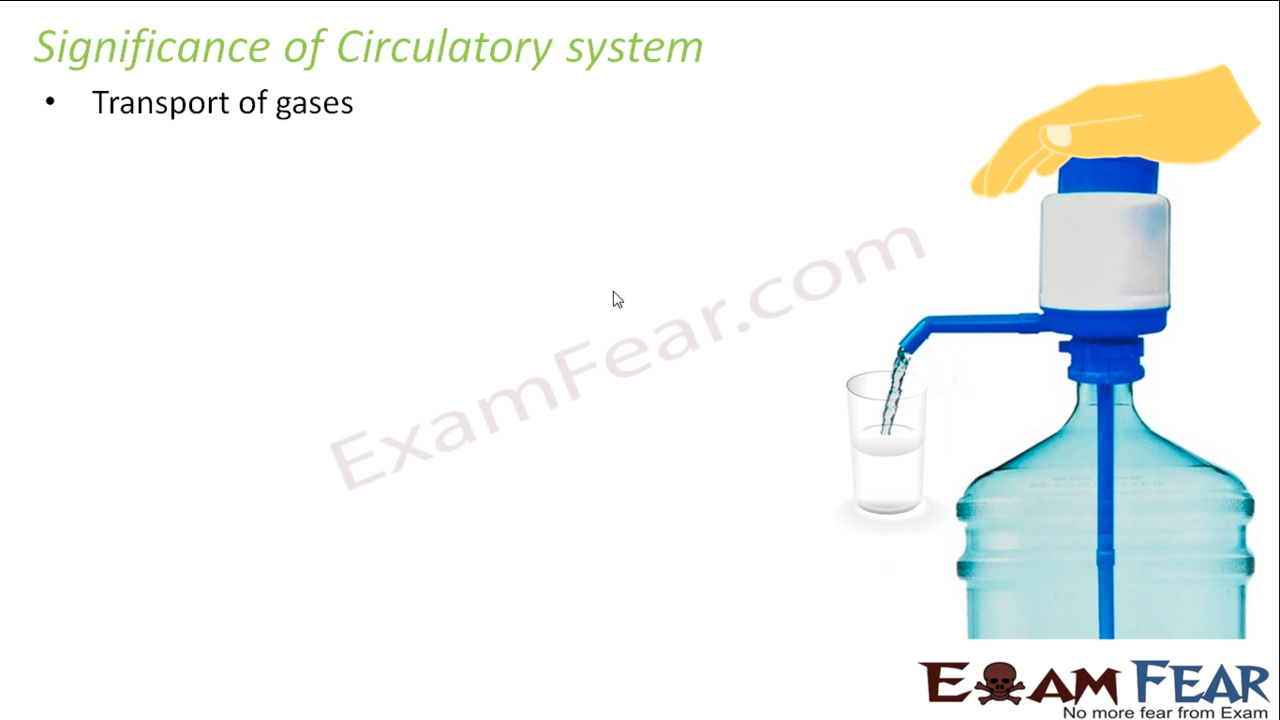 Significance of Circulatory system
• Transport of gases
ExamFear.com
EXAM FEAR
No more fear from Exam